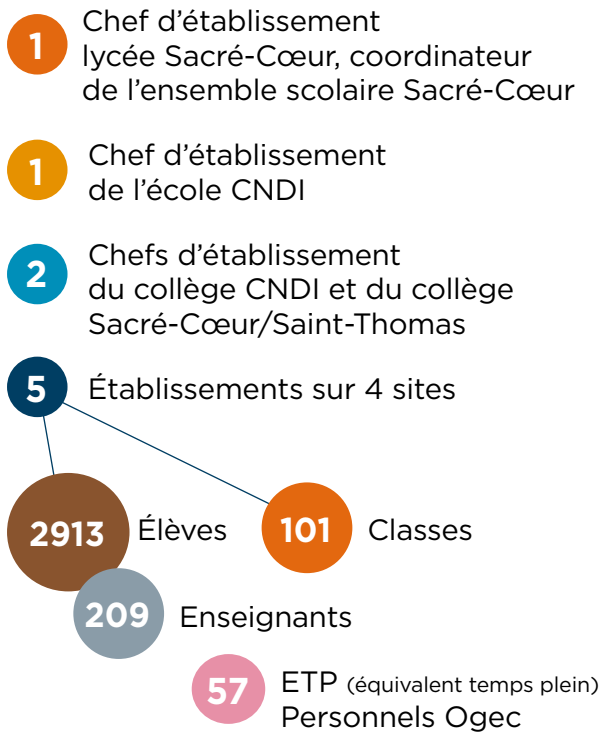 1 Chef d'établissement
lycée Sacré-Cœur, coordinateur
de l'ensemble scolaire Sacré-Cœur
1 Chef d'établissement
de l'école CNDI
2 Chefs d'établissement
du collège CNDI et du collège
Sacré-Cœur/Saint-Thomas
5 Établissements sur 4 sites
2913 Élèves 101 Classes
209 Enseignants
57 ETP (équivalent temps plein)
Personnels Ogec